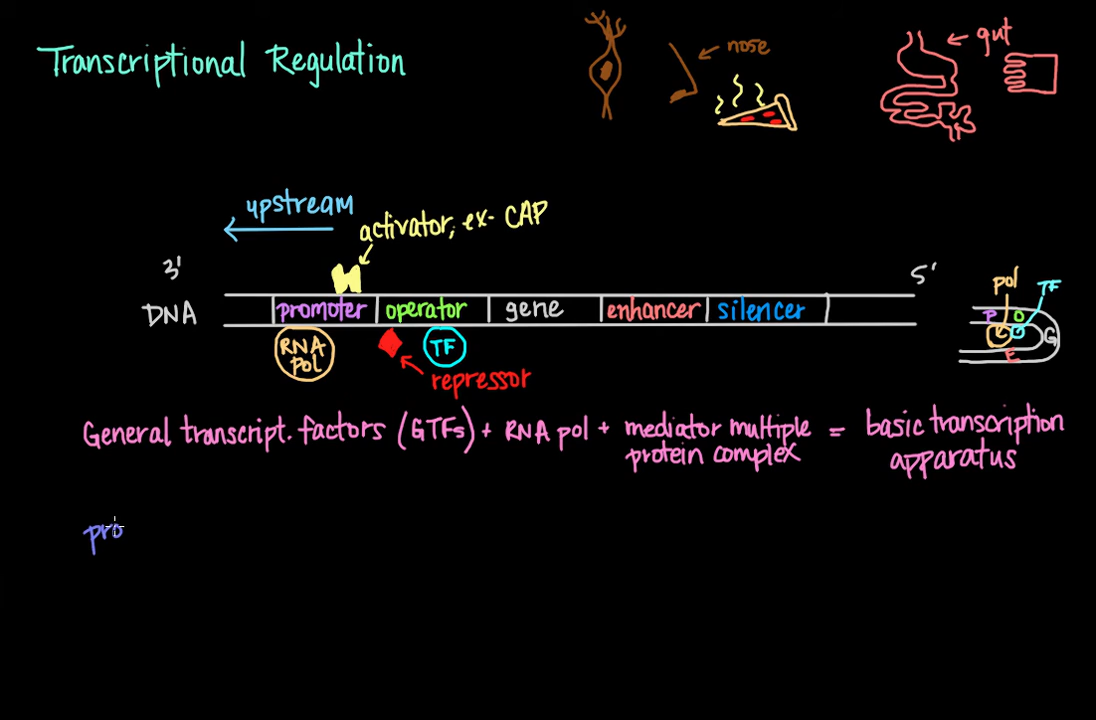 Transcriptional Regulation
nose
gut
upstream
activator, ex- CAP
3'
5'
DNA
promoter operator gene enhancer silencer
RNA
pol
TF
repressor
pol
TF
P
O
G
E
General transcript. factors (GTFs) + RNA pol + mediator multiple = basic transcription
protein complex apparatus
pro